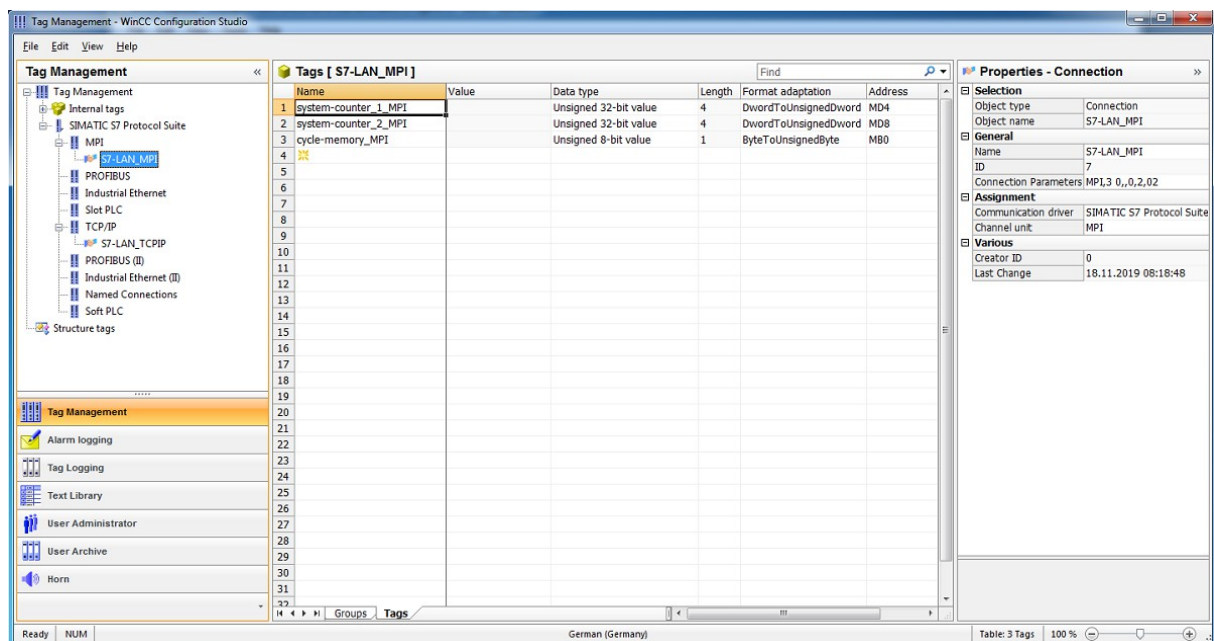 Tag Management - WinCC Configuration Studio
File Edit View Help
Tag Management «
Tag Management
Internal tags
SIMATIC S7 Protocol Suite
MPI
S7-LAN_MPI
PROFIBUS
Industrial Ethernet
Slot PLC
TCP/IP
S7-LAN_TCPIP
PROFIBUS (II)
Industrial Ethernet (II)
Named Connections
Soft PLC
Structure tags
Tag Management
Alarm logging
Tag Logging
Text Library
User Administrator
User Archive
Horn
Tags [ S7-LAN_MPI ] Find
Name Value Data type Length Format adaptation Address
1 system-counter_1_MPI Unsigned 32-bit value 4 DwordToUnsignedDword MD4
2 system-counter_2_MPI Unsigned 32-bit value 4 DwordToUnsignedDword MD8
3 cycle-memory_MPI Unsigned 8-bit value 1 ByteToUnsignedByte MB0
4
5
6
7
8
9
10
11
12
13
14
15
16
17
18
19
20
21
22
23
24
25
26
27
28
29
30
31
32
Groups Tags
Properties - Connection »
Selection
Object type Connection
Object name S7-LAN_MPI
General
Name S7-LAN_MPI
ID 7
Connection Parameters MPI,3 0,,0,2,02
Assignment
Communication driver SIMATIC S7 Protocol Suite
Channel unit MPI
Various
Creator ID 0
Last Change 18.11.2019 08:18:48
Ready NUM German (Germany) Table: 3 Tags 100 %